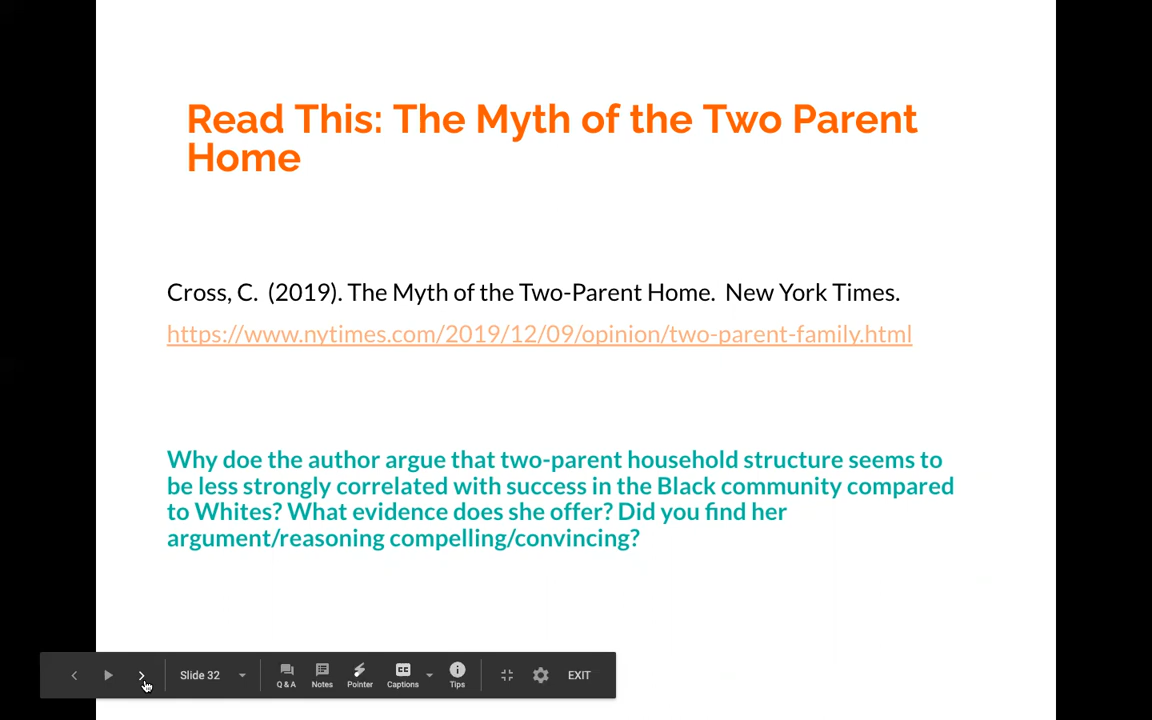 Read This: The Myth of the Two Parent
Home
Cross, C. (2019). The Myth of the Two-Parent Home. New York Times.
https://www.nytimes.com/2019/12/09/opinion/two-parent-family.html
Why doe the author argue that two-parent household structure seems to
be less strongly correlated with success in the Black community compared
to Whites? What evidence does she offer? Did you find her
argument/reasoning compelling/convincing?
Slide 32
Q & A Notes Pointer Captions Tips EXIT